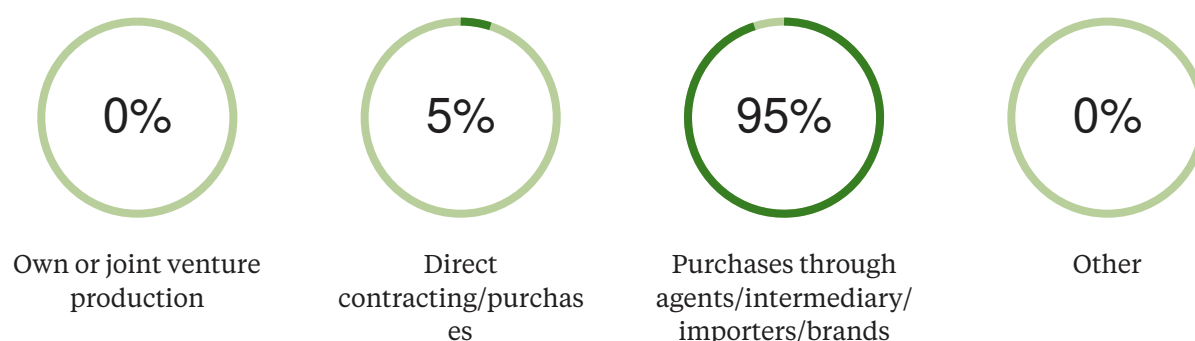 0%
5%
95%
0%
Own or joint venture
production
Direct
contracting/purchas
es
Purchases through
agents/intermediary/
importers/brands
Other